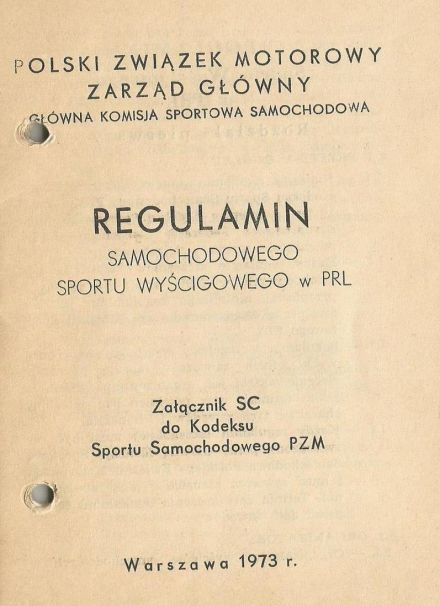 POLSKI ZWIĄZEK MOTOROWY
ZARZĄD GŁÓWNY
GŁÓWNA KOMISJA SPORTOWA SAMOCHODOWA
REGULAMIN
SAMOCHODOWEGO
SPORTU WYŚCIGOWEGO w PRL
Załącznik SC
do Kodeksu
Sportu Samochodowego PZM
Warszawa 1973 r.